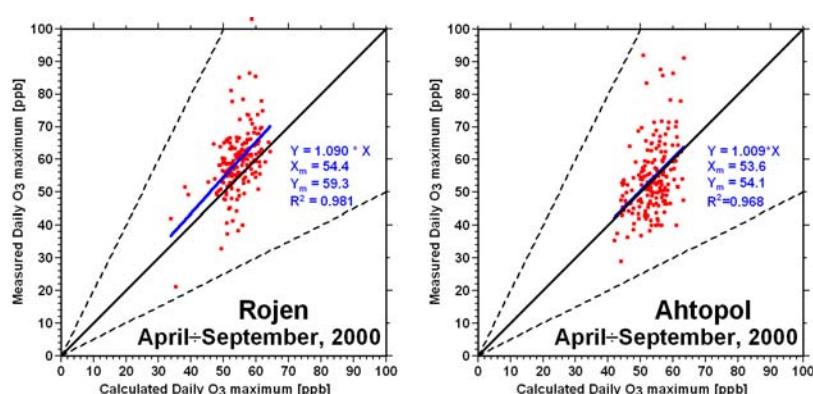 Measured Daily O3 maximum [ppb]
100
90
80
70
60
50
40
30
20
10
0
Y = 1.090 * X
Xm = 54.4
Ym = 59.3
R2 = 0.981
Rojen
April÷September, 2000
0 10 20 30 40 50 60 70 80 90 100
Calculated Daily O3 maximum [ppb]
Measured Daily O3 maximum [ppb]
100
90
80
70
60
50
40
30
20
10
0
Y = 1.009*X
Xm = 53.6
Ym = 54.1
R2=0.968
Ahtopol
April÷September, 2000
0 10 20 30 40 50 60 70 80 90 100
Calculated Daily O3 maximum [ppb]